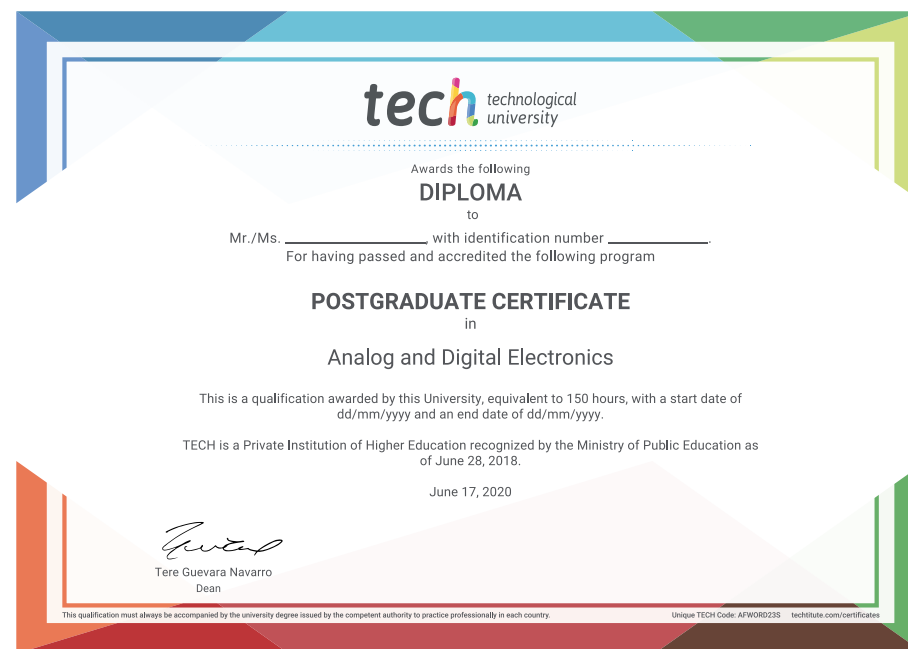 tech technological
university
Awards the following
DIPLOMA
to
Mr./Ms. ____________________, with identification number ______________.
For having passed and accredited the following program
POSTGRADUATE CERTIFICATE
in
Analog and Digital Electronics
This is a qualification awarded by this University, equivalent to 150 hours, with a start date of
dd/mm/yyyy and an end date of dd/mm/yyyy.
TECH is a Private Institution of Higher Education recognized by the Ministry of Public Education as
of June 28, 2018.
June 17, 2020
Tere Guevara Navarro
Dean
This qualification must always be accompanied by the university degree issued by the competent authority to practice professionally in each country. Unique TECH Code: AFWORD23S techtitute.com/certificates